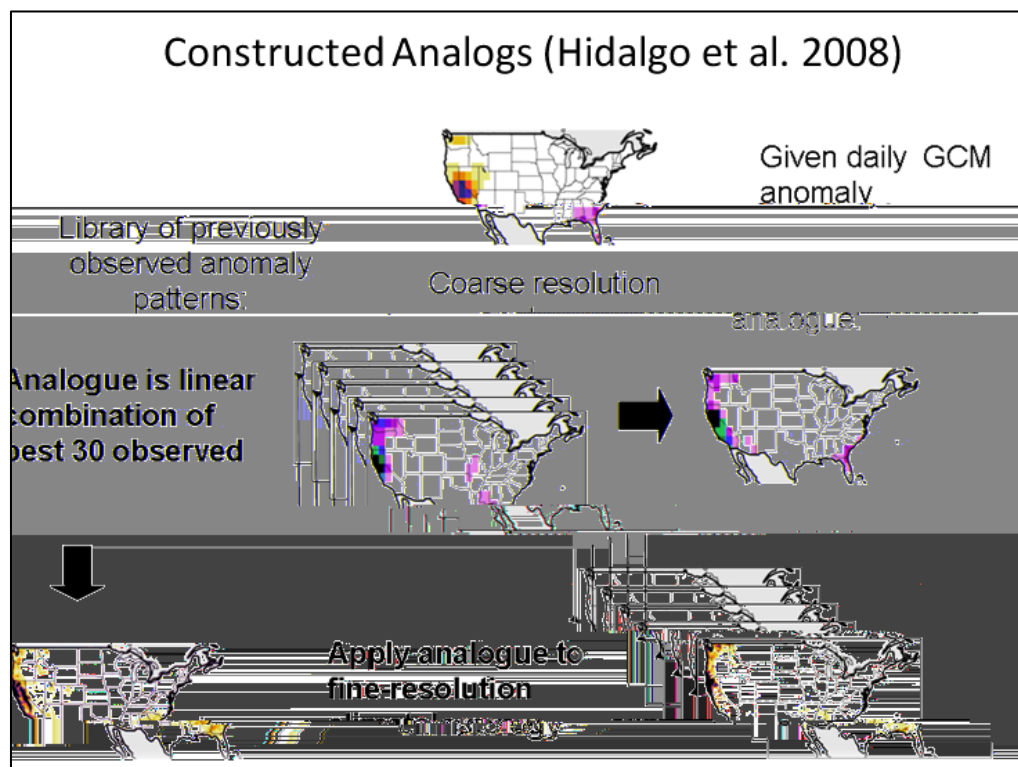 Constructed Analogs (Hidalgo et al. 2008)
Given daily GCM
anomaly
Library of previously
observed anomaly
patterns:
Coarse resolution
analogue:
Analogue is linear
combination of
best 30 observed
Apply analogue to
fine-resolution